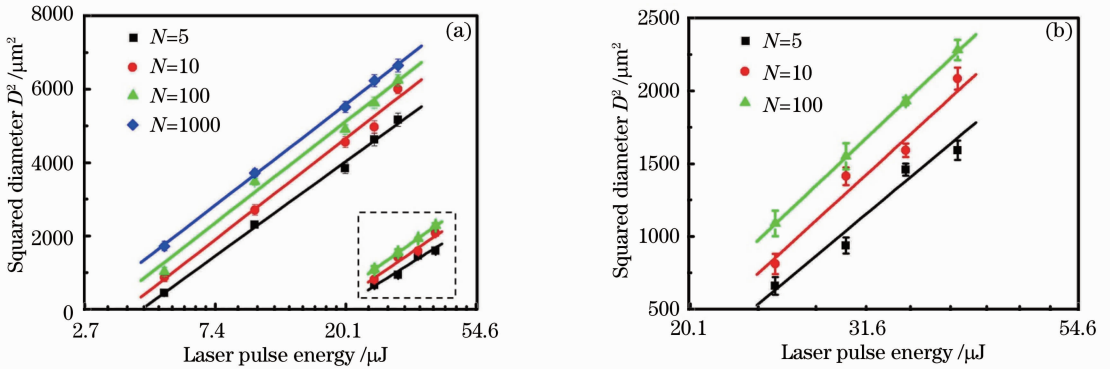 (a)
Squared diameter D² /μm²
8000
6000
4000
2000
0
N=5
N=10
N=100
N=1000
2.7
7.4
20.1
54.6
Laser pulse energy /μJ
(b)
Squared diameter D² /μm²
2500
2000
1500
1000
500
N=5
N=10
N=100
20.1
31.6
54.6
Laser pulse energy /μJ